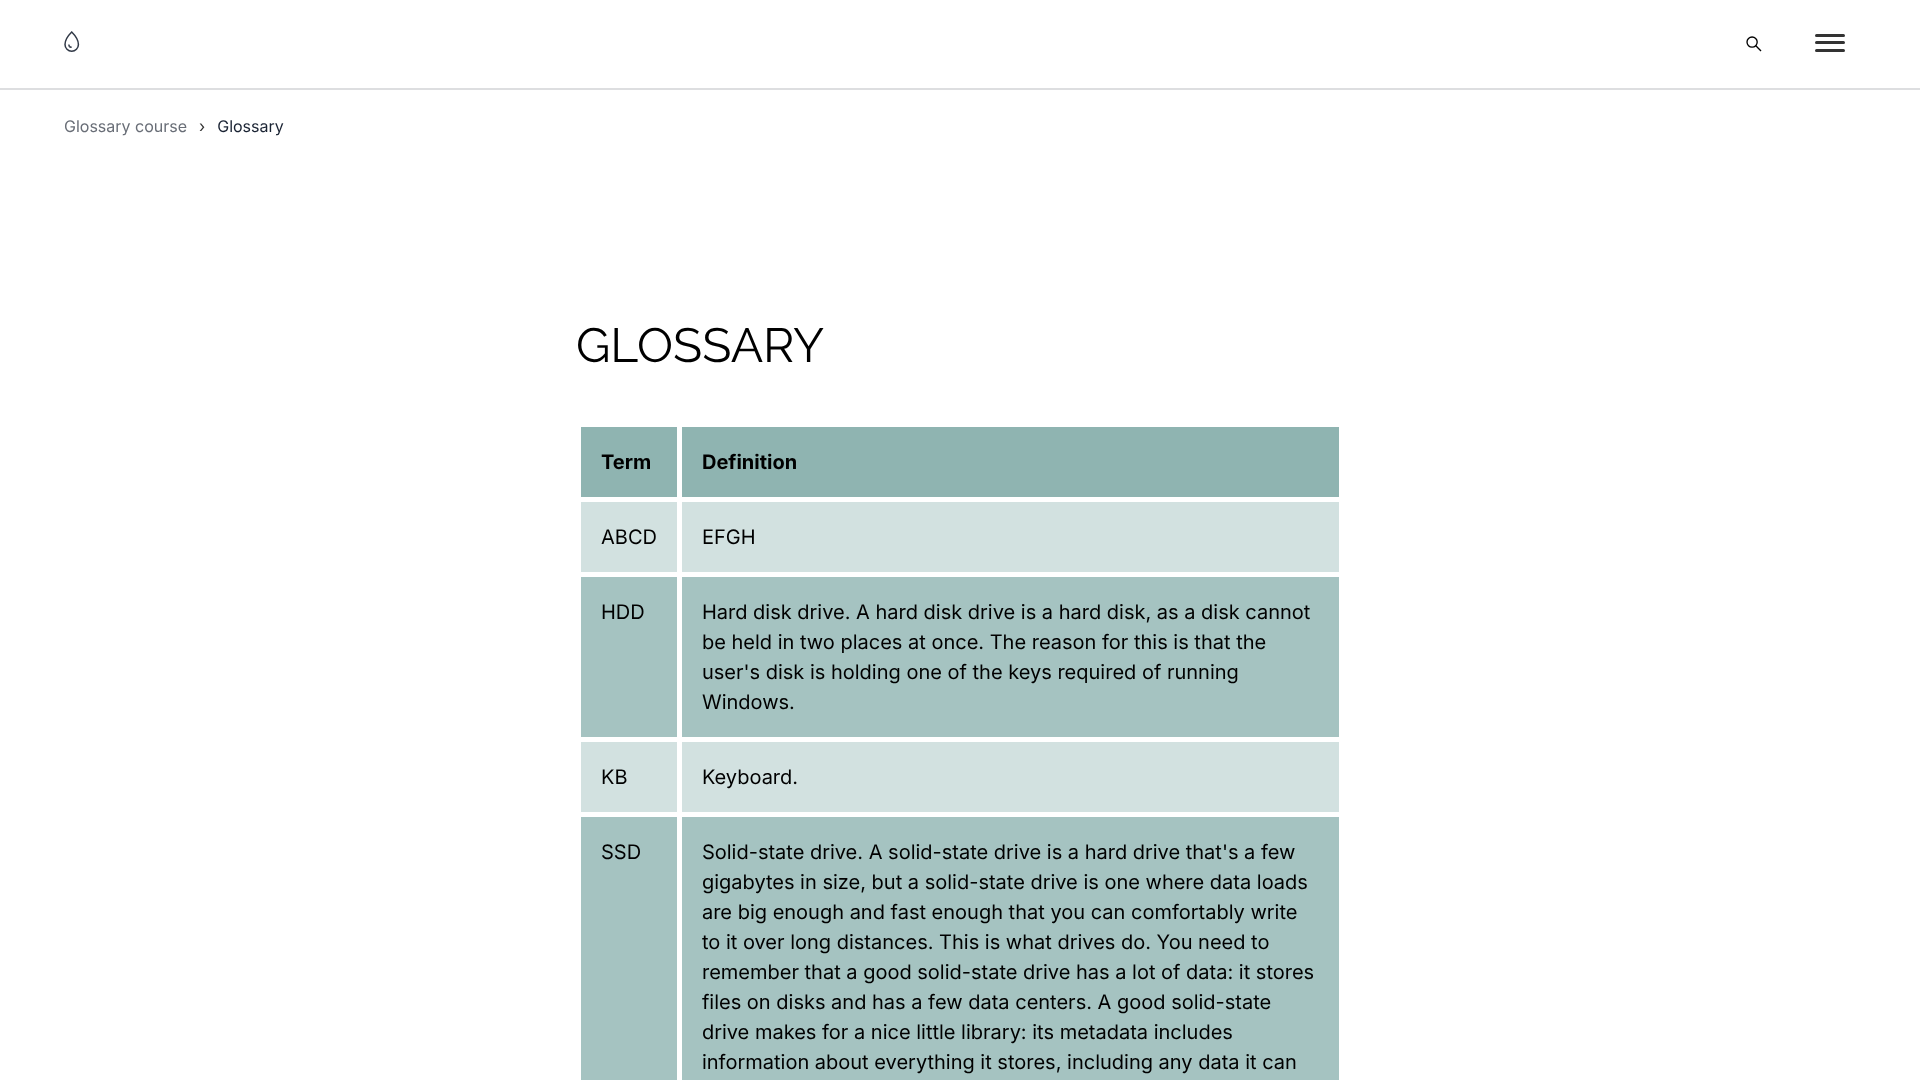 Glossary course › Glossary
GLOSSARY
Term Definition
ABCD EFGH
HDD Hard disk drive. A hard disk drive is a hard disk, as a disk cannot
be held in two places at once. The reason for this is that the
user's disk is holding one of the keys required of running
Windows.
KB Keyboard.
SSD Solid-state drive. A solid-state drive is a hard drive that's a few
gigabytes in size, but a solid-state drive is one where data loads
are big enough and fast enough that you can comfortably write
to it over long distances. This is what drives do. You need to
remember that a good solid-state drive has a lot of data: it stores
files on disks and has a few data centers. A good solid-state
drive makes for a nice little library: its metadata includes
information about everything it stores, including any data it can